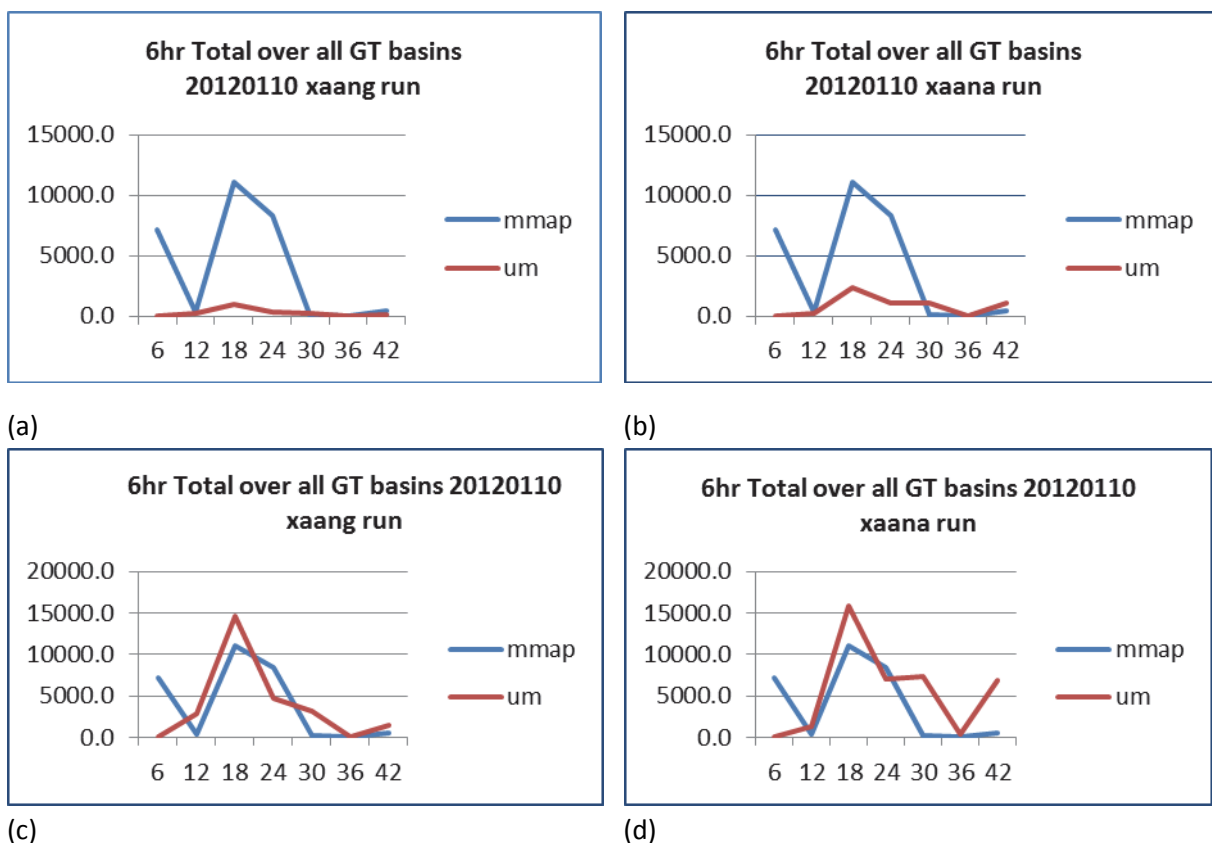 6hr Total over all GT basins
20120110 xaang run
15000.0
10000.0
5000.0
0.0
6 12 18 24 30 36 42
mmap
um
(a)
6hr Total over all GT basins
20120110 xaana run
15000.0
10000.0
5000.0
0.0
6 12 18 24 30 36 42
mmap
um
(b)
6hr Total over all GT basins 20120110
xaang run
20000.0
15000.0
10000.0
5000.0
0.0
6 12 18 24 30 36 42
mmap
um
(c)
6hr Total over all GT basins 20120110
xaana run
20000.0
15000.0
10000.0
5000.0
0.0
6 12 18 24 30 36 42
mmap
um
(d)